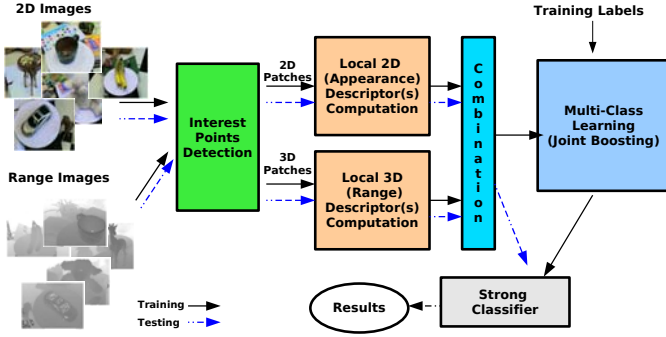 2D Images
Training Labels
2D
Patches
Local 2D
(Appearance)
Descriptor(s)
Computation
Combination
Multi-Class
Learning
(Joint Boosting)
Interest
Points
Detection
3D
Patches
Local 3D
(Range)
Descriptor(s)
Computation
Range Images
Training
Testing
Results
Strong
Classifier